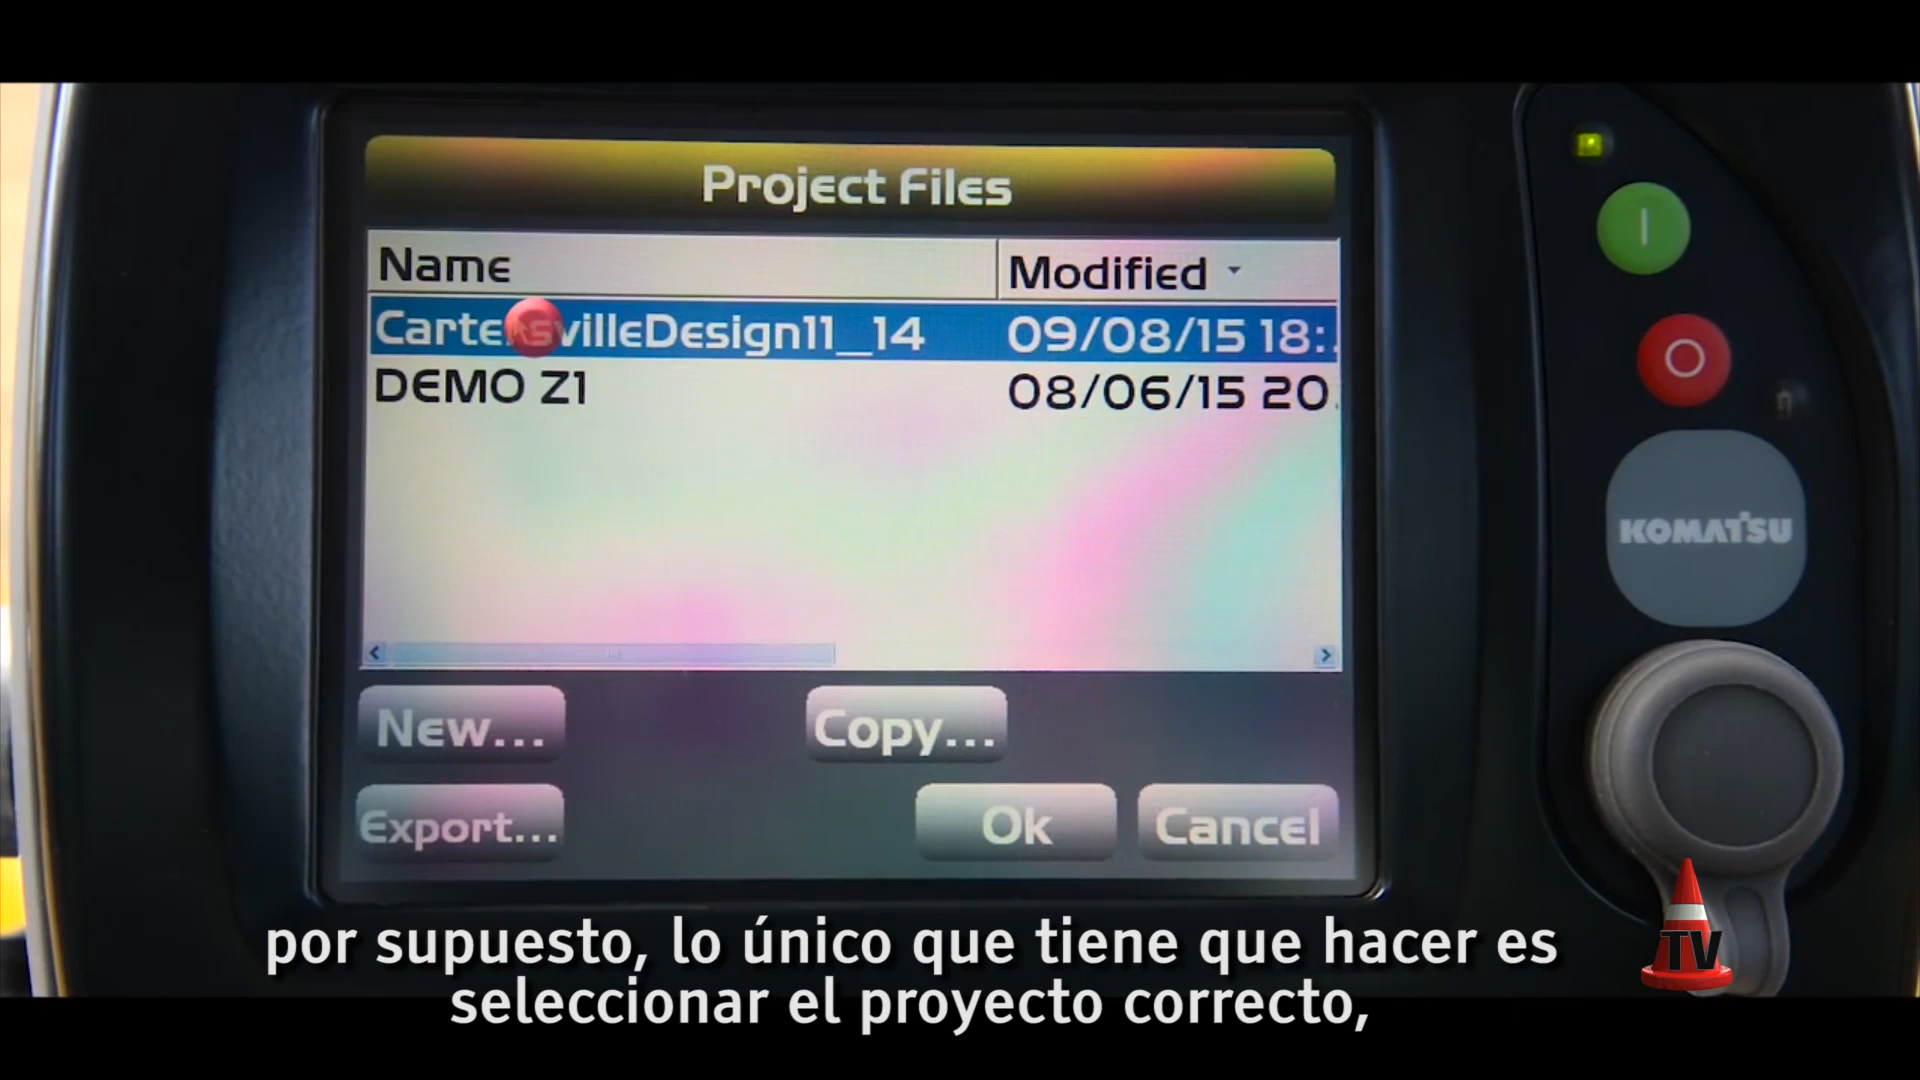 Project Files
Name
Modified
CartersvilleDesign11_14
09/08/15 18:
DEMO Z1
08/06/15 20
New...
Copy...
Export...
Ok
Cancel
KOMATSU
TV
por supuesto, lo único que tiene que hacer es
seleccionar el proyecto correcto,